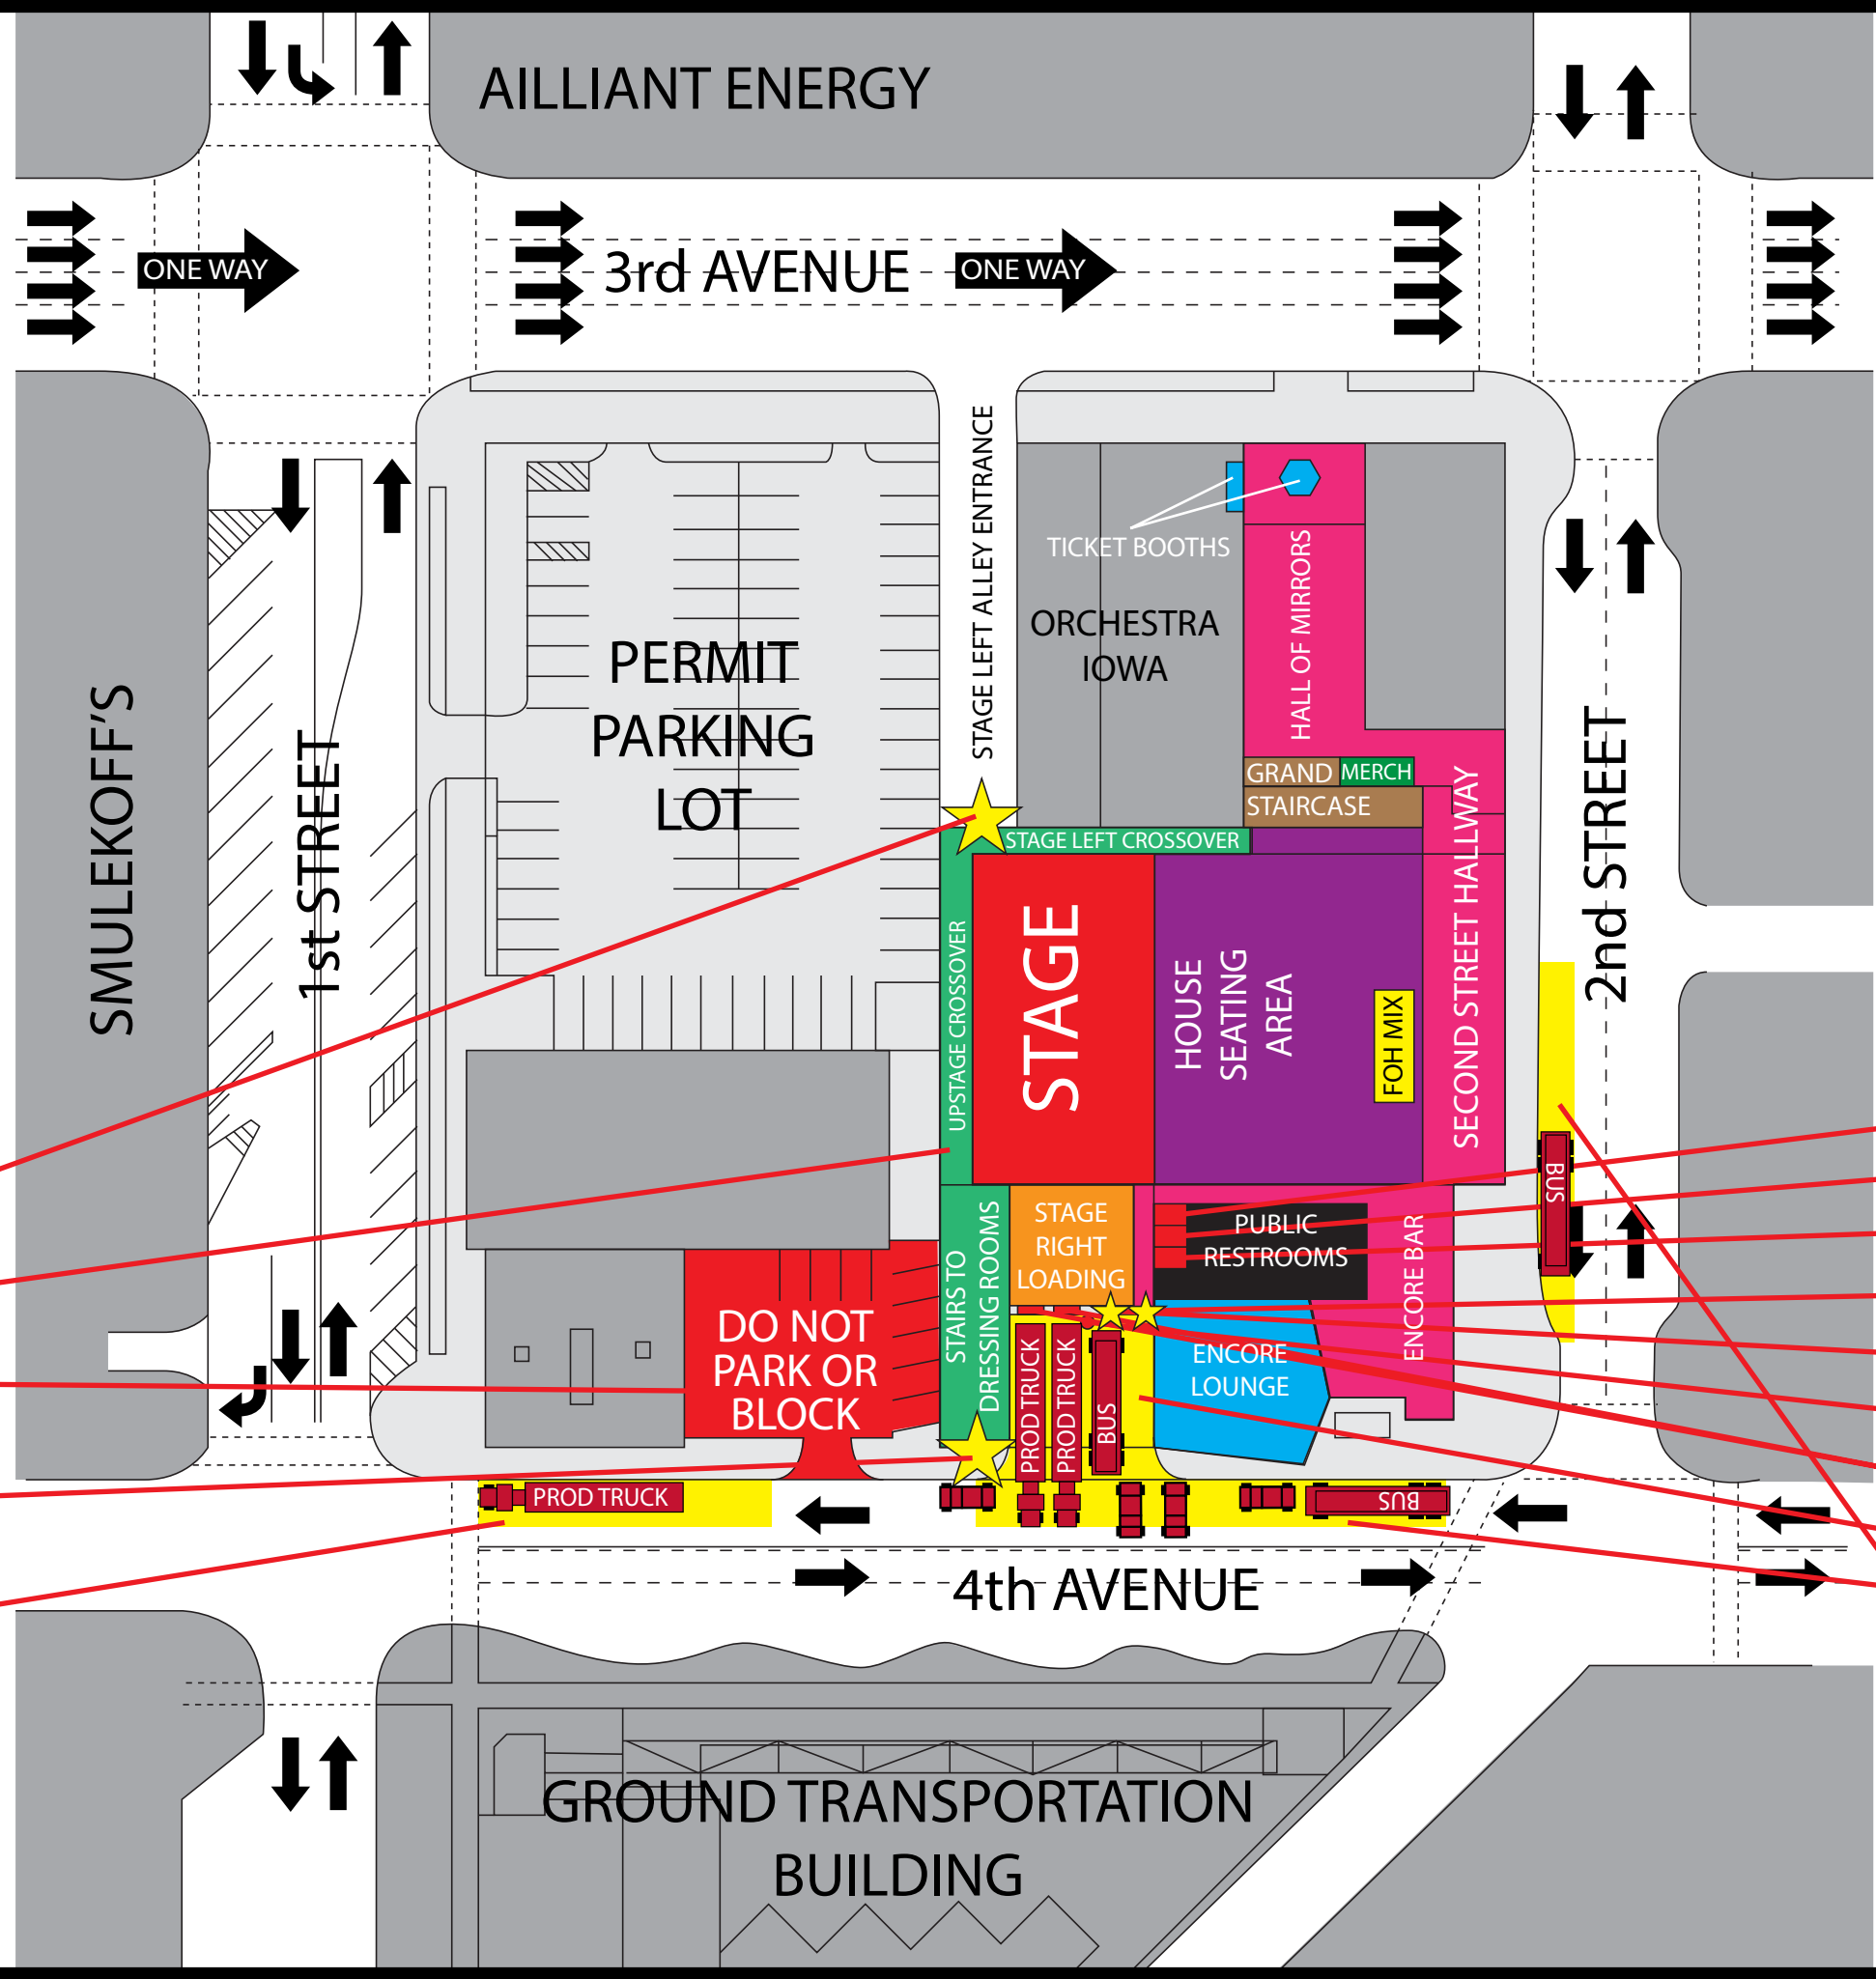 AILLIANT ENERGY
ONE WAY
3rd AVENUE
ONE WAY
STAGE LEFT ALLEY ENTRANCE
TICKET BOOTHS
HALL OF MIRRORS
ORCHESTRA
IOWA
PERMIT
PARKING
LOT
SMULEKOFF'S
1st STREET
2nd STREET
GRAND
MERCH
STAIRCASE
STAGE LEFT CROSSOVER
SECOND STREET HALLWAY
UPSTAGE CROSSOVER
STAGE
HOUSE
SEATING
AREA
FOH MIX
BUS
STAGE
RIGHT
LOADING
PUBLIC
RESTROOMS
ENCORE BAR
STAIRS TO
DRESSING ROOMS
DO NOT
PARK OR
BLOCK
PROD TRUCK
PROD TRUCK
BUS
ENCORE
LOUNGE
PROD TRUCK
BUS
4th AVENUE
GROUND TRANSPORTATION
BUILDING